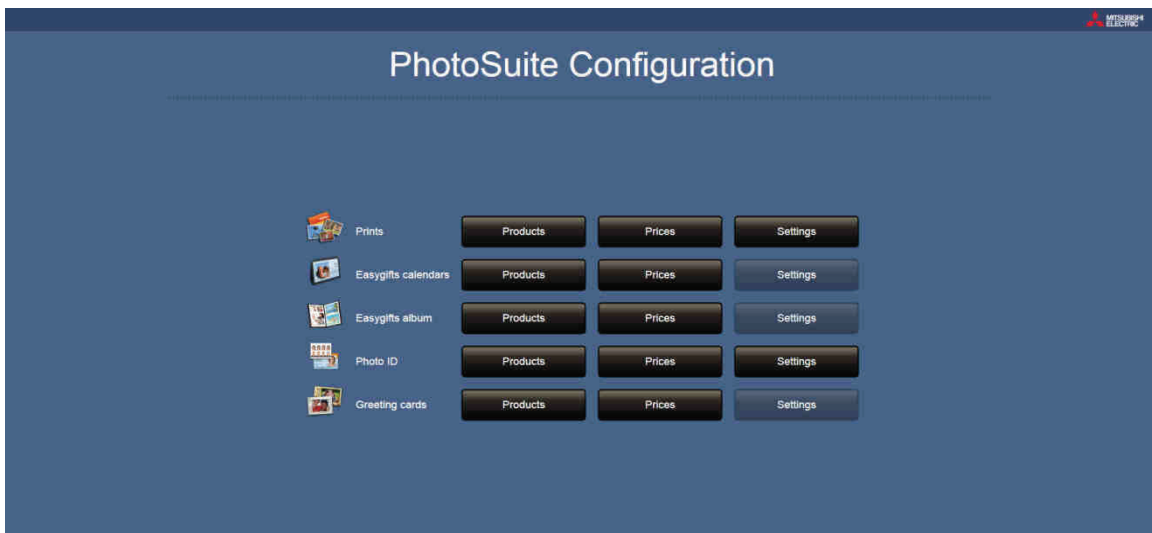 MITSUBISHI
ELECTRIC
PhotoSuite Configuration
Prints Products Prices Settings
Easygifts calendars Products Prices Settings
Easygifts album Products Prices Settings
Photo ID Products Prices Settings
Greeting cards Products Prices Settings